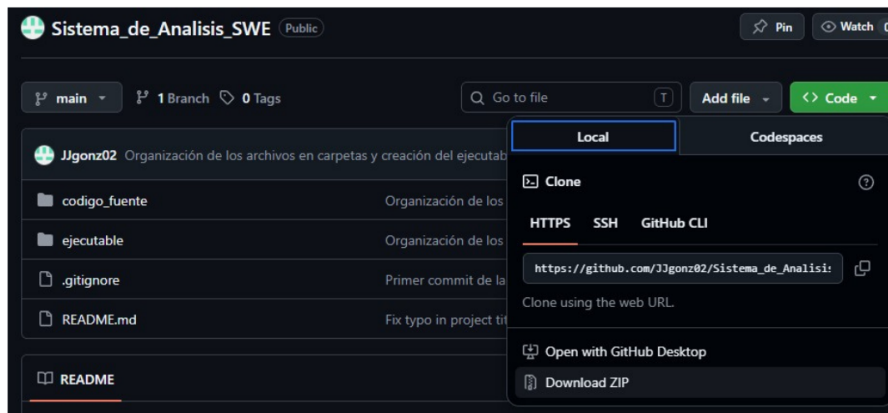 Sistema_de_Analisis_SWE Public
Pin
Watch
main
1 Branch
0 Tags
Go to file
T
Add file
Code
Local
Codespaces
JJgonz02 Organización de los archivos en carpetas y creación del ejecutab
Clone
codigo_fuente
Organización de los
HTTPS SSH GitHub CLI
ejecutable
Organización de los
https://github.com/JJgonz02/Sistema_de_Analisi
.gitignore
Primer commit de la
Clone using the web URL.
README.md
Fix typo in project tit
Open with GitHub Desktop
README
Download ZIP